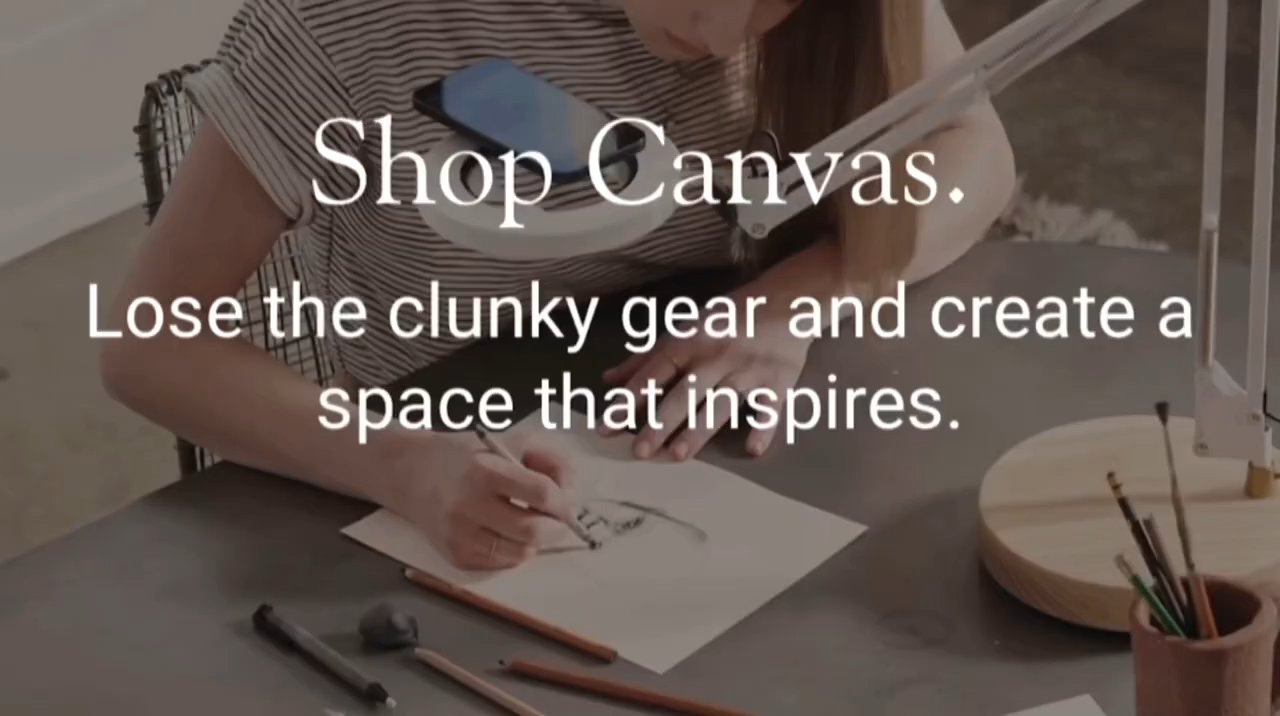 Shop Canvas.
Lose the clunky gear and create a
space that inspires.